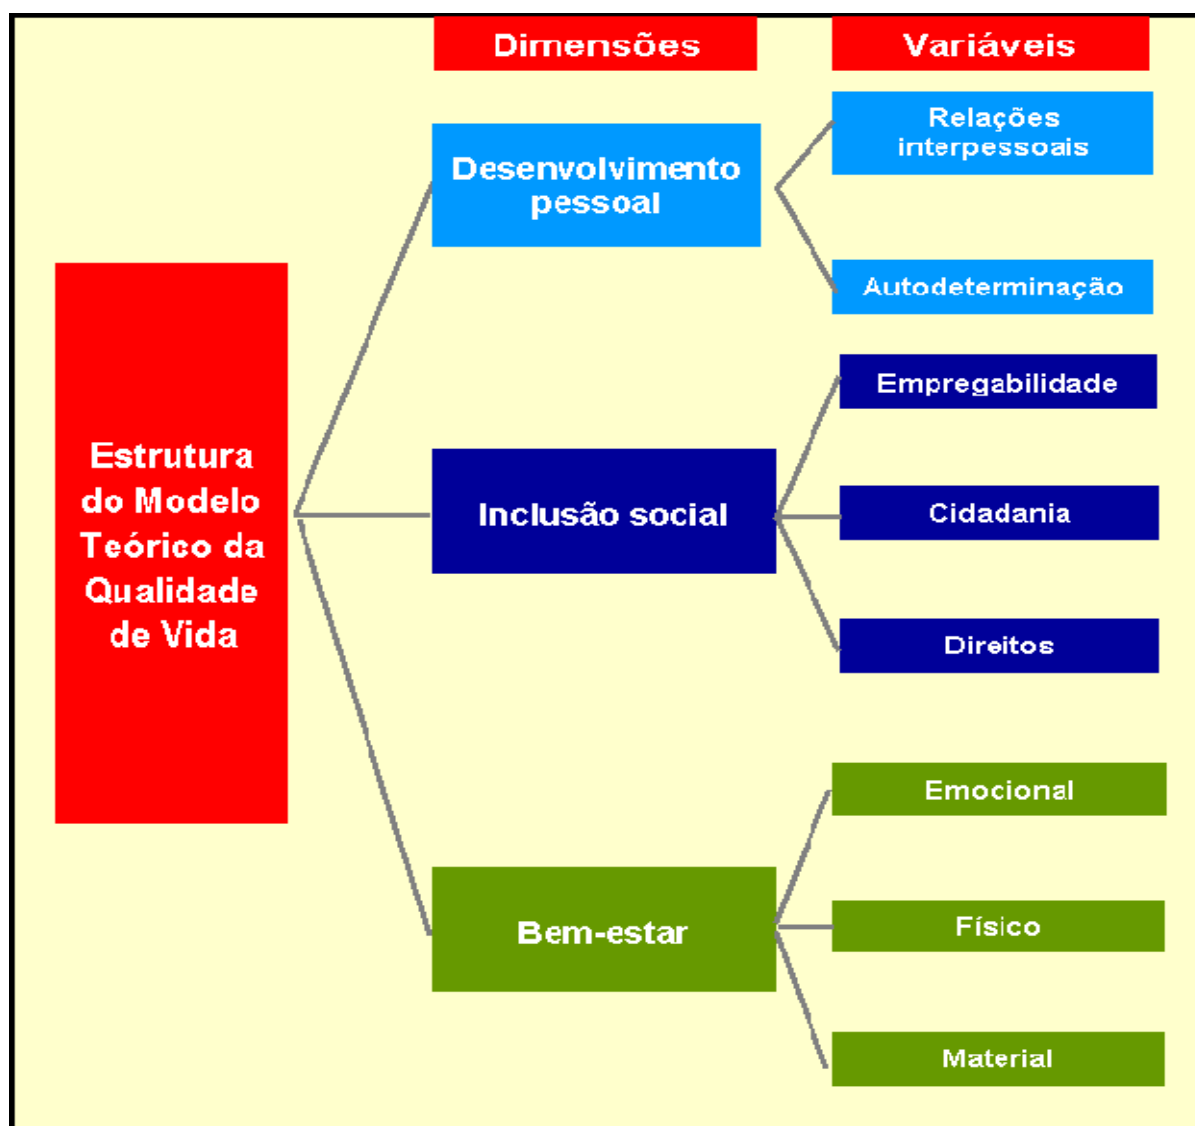 Dimensões
Variáveis
Estrutura
do Modelo
Teórico da
Qualidade
de Vida
Desenvolvimento
pessoal
Relações
interpessoais
Autodeterminação
Inclusão social
Empregabilidade
Cidadania
Direitos
Bem-estar
Emocional
Físico
Material